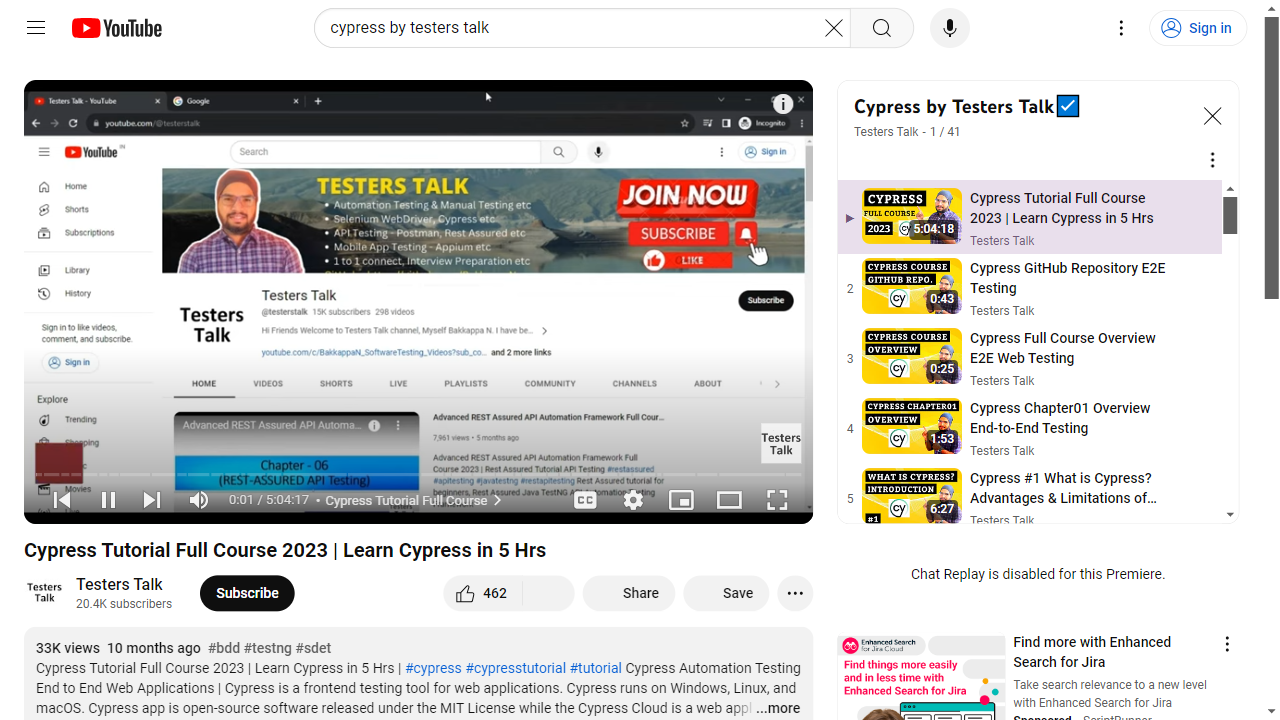 YouTube
cypress by testers talk
Sign in
Testers Talk - YouTube
Google
youtube.com/@testerstalk
Incognito
YouTube IN
Search
Sign in
Home
Shorts
Subscriptions
Library
History
Sign in to like videos,
comment, and subscribe.
Sign in
Explore
Trending
Shopping
Movies
TESTERS TALK
• Automation Testing & Manual Testing etc
• Selenium WebDriver, Cypress etc
• API Testing - Postman, Rest Assured etc
• Mobile App Testing - Appium etc
• 1 to 1 connect, Interview Preparation etc
JOIN NOW
SUBSCRIBE
LIKE
Testers
Talk
Testers Talk
@testerstalk 15K subscribers 298 videos
Hi Friends Welcome to Testers Talk channel, Myself Bakkappa N. I have be...
youtube.com/c/BakkappaN_SoftwareTesting_Videos?sub_co... and 2 more links
Subscribe
HOME VIDEOS SHORTS LIVE PLAYLISTS COMMUNITY CHANNELS ABOUT
Advanced REST Assured API Automa...
Chapter - 06
(REST-ASSURED API Testing)
Advanced REST Assured API Automation Framework Full Cour...
7,961 views • 5 months ago
Advanced REST Assured API Automation Framework Full
Course 2023 | Rest Assured Tutorial API Testing #restassured
#apitesting #javatestng #restapitesting Rest Assured tutorial for
beginners, Rest Assured Java TestNG API Automation Testing
Testers
Talk
0:01 / 5:04:17 • Cypress Tutorial Full Course
CC
Cypress by Testers Talk
Testers Talk - 1 / 41
CYPRESS
FULL COURSE
2023
cy
5:04:18
Cypress Tutorial Full Course
2023 | Learn Cypress in 5 Hrs
Testers Talk
2
CYPRESS COURSE
GITHUB REPO.
cy
0:43
Cypress GitHub Repository E2E
Testing
Testers Talk
3
CYPRESS COURSE
OVERVIEW
cy
0:25
Cypress Full Course Overview
E2E Web Testing
Testers Talk
4
CYPRESS CHAPTER01
OVERVIEW
cy
1:53
Cypress Chapter01 Overview
End-to-End Testing
Testers Talk
5
WHAT IS CYPRESS?
INTRODUCTION
#1
cy
6:27
Cypress #1 What is Cypress?
Advantages & Limitations of...
Testers Talk
Cypress Tutorial Full Course 2023 | Learn Cypress in 5 Hrs
Testers
Talk
Testers Talk
20.4K subscribers
Subscribe
462
Share
Save
33K views 10 months ago #bdd #testng #sdet
Cypress Tutorial Full Course 2023 | Learn Cypress in 5 Hrs | #cypress #cypresstutorial #tutorial Cypress Automation Testing
End to End Web Applications | Cypress is a frontend testing tool for web applications. Cypress runs on Windows, Linux, and
macOS. Cypress app is open-source software released under the MIT License while the Cypress Cloud is a web appl ...more
Chat Replay is disabled for this Premiere.
Enhanced Search
for Jira Cloud
Find things more easily
and in less time with
Enhanced Search for Jira
Find more with Enhanced
Search for Jira
Take search relevance to a new level
with Enhanced Search for Jira
Sponsored · ScriptRunner